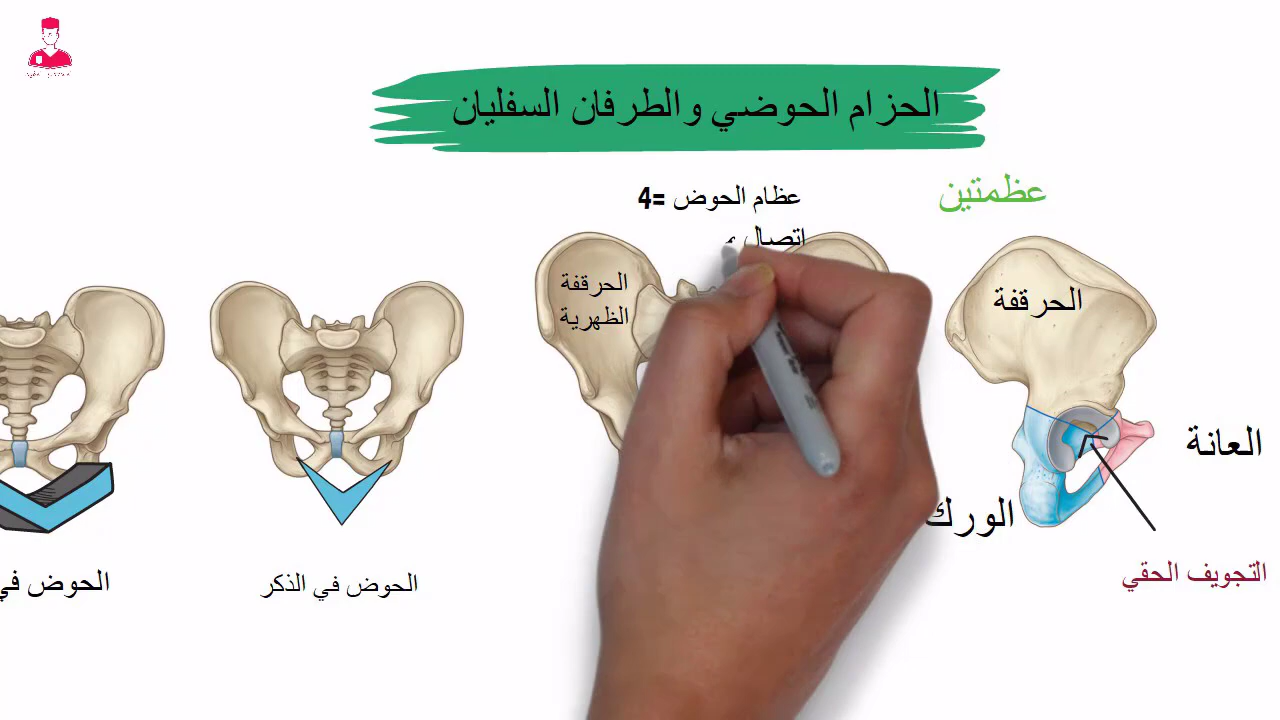 الحزام الحوضي والطرفان السفليان
عظمتين
عظام الحوض =4
اتصال
الحرقفة
الحرقفة
الظهرية
العانة
الورك
التجويف الحقي
الحوض في الذكر
الحوض في